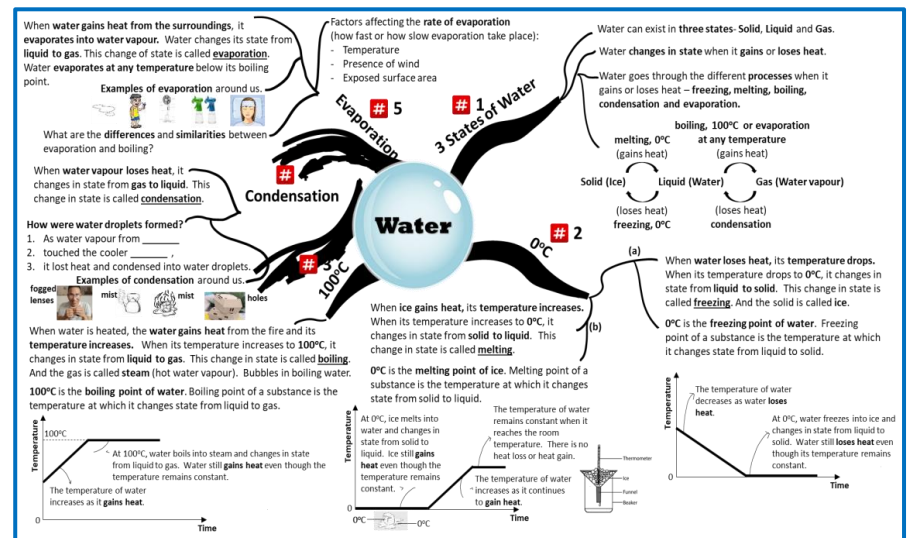 When water gains heat from the surroundings, it
evaporates into water vapour. Water changes its state from
liquid to gas. This change of state is called evaporation.
Water evaporates at any temperature below its boiling
point.
Examples of evaporation around us.
What are the differences and similarities between
evaporation and boiling?
Factors affecting the rate of evaporation
(how fast or how slow evaporation take place):
- Temperature
- Presence of wind
- Exposed surface area
# 5
Evaporation
# 1
3 States of Water
Water can exist in three states- Solid, Liquid and Gas.
Water changes in state when it gains or loses heat.
Water goes through the different processes when it
gains or loses heat – freezing, melting, boiling,
condensation and evaporation.
boiling, 100°C or evaporation
at any temperature
(gains heat)
melting, 0°C
(gains heat)
Solid (Ice)
Liquid (Water)
Gas (Water vapour)
(loses heat)
freezing, 0°C
(loses heat)
condensation
When water vapour loses heat, it
changes in state from gas to liquid. This
change in state is called condensation.
#
Condensation
How were water droplets formed?
1. As water vapour from ______
2. touched the cooler ______ ,
3. it lost heat and condensed into water droplets.
Examples of condensation around us.
fogged
lenses
mist
mist
holes
Water
# 3
100°C
# 2
0°C
(a)
(b)
When water loses heat, its temperature drops.
When its temperature drops to 0°C, it changes in
state from liquid to solid. This change in state is
called freezing. And the solid is called ice.
0°C is the freezing point of water. Freezing
point of a substance is the temperature at which
it changes state from liquid to solid.
When ice gains heat, its temperature increases.
When its temperature increases to 0°C, it
changes in state from solid to liquid. This
change in state is called melting.
0°C is the melting point of ice. Melting point of a
substance is the temperature at which it changes
state from solid to liquid.
When water is heated, the water gains heat from the fire and its
temperature increases. When its temperature increases to 100°C, it
changes in state from liquid to gas. This change in state is called boiling.
And the gas is called steam (hot water vapour). Bubbles in boiling water.
100°C is the boiling point of water. Boiling point of a substance is the
temperature at which it changes state from liquid to gas.
Temperature
100°C
At 100°C, water boils into steam and changes in state
from liquid to gas. Water still gains heat even though the
temperature remains constant.
The temperature of water
increases as it gains heat.
0
Time
Temperature
At 0°C, ice melts into
water and changes in
state from solid to
liquid. Ice still gains
heat even though the
temperature remains
constant.
The temperature of water
remains constant when it
reaches the room
temperature. There is no
heat loss or heat gain.
The temperature of water
increases as it continues
to gain heat.
0
0°C
0°C
Time
Thermometer
Ice
Funnel
Beaker
Temperature
The temperature of water
decreases as water loses
heat.
At 0°C, water freezes into ice and
changes in state from liquid to
solid. Water still loses heat even
though its temperature remains
constant.
0
Time